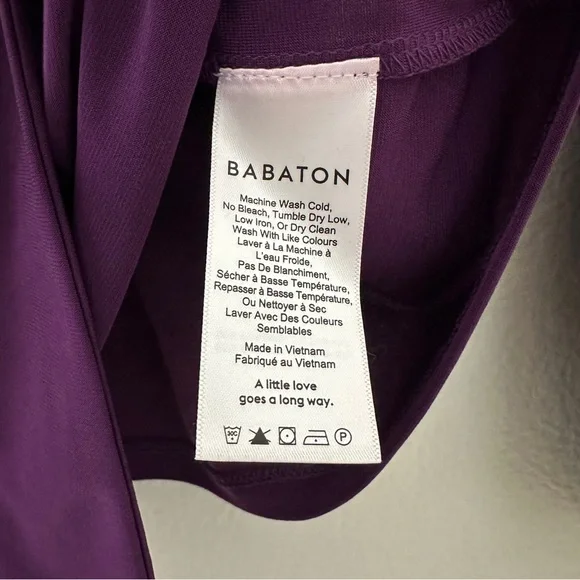 BABATON
Machine Wash Cold,
No Bleach, Tumble Dry Low,
Low Iron, Or Dry Clean
Wash With Like Colours
Laver à La Machine à
L'eau Froide,
Pas De Blanchiment,
Sécher à Basse Température,
Repasser à Basse Température,
Ou Nettoyer à Sec
Laver Avec Des Couleurs
Semblables
Made in Vietnam
Fabriqué au Vietnam
A little love
goes a long way.
30C P